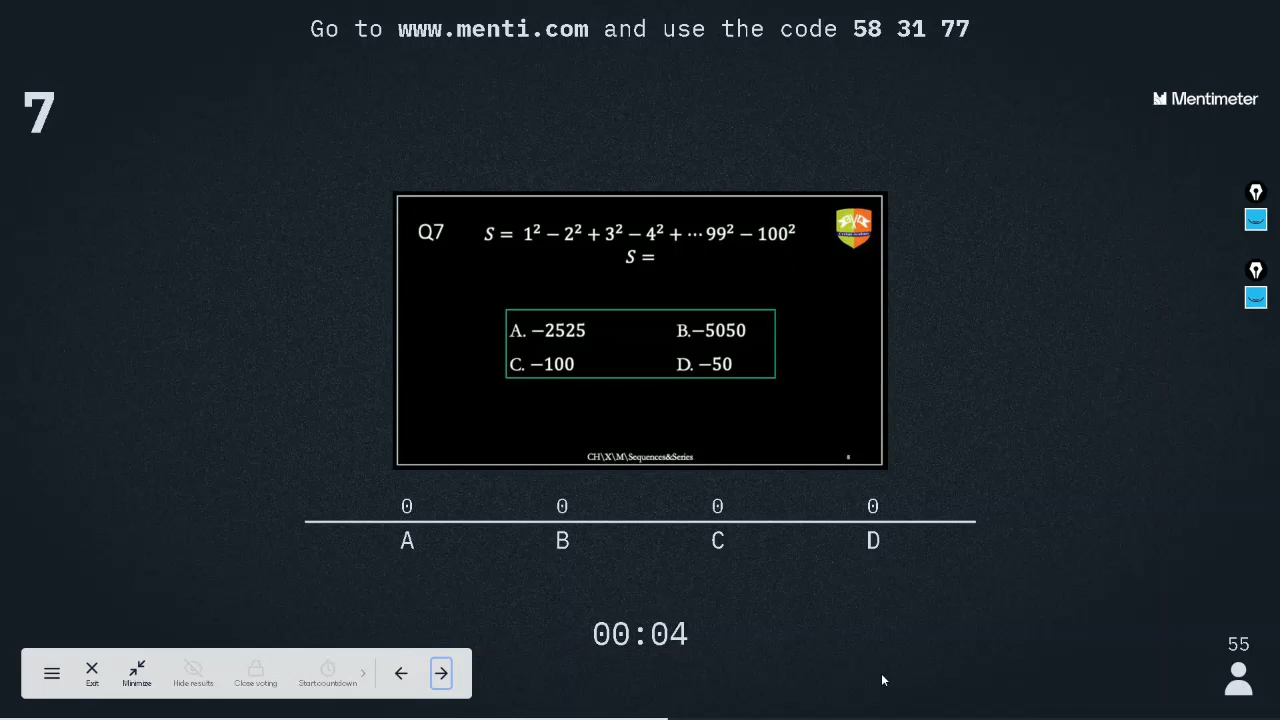 Go to www.menti.com and use the code 58 31 77
7
Mentimeter
Q7 S = 1² − 2² + 3² − 4² + ⋯ 99² − 100²
S =
A. −2525 B.−5050
C. −100 D. −50
CH\X\M\Sequences&Series 8
0 0 0 0
A B C D
00:04
55
Exit Minimize Hide results Close voting Start countdown